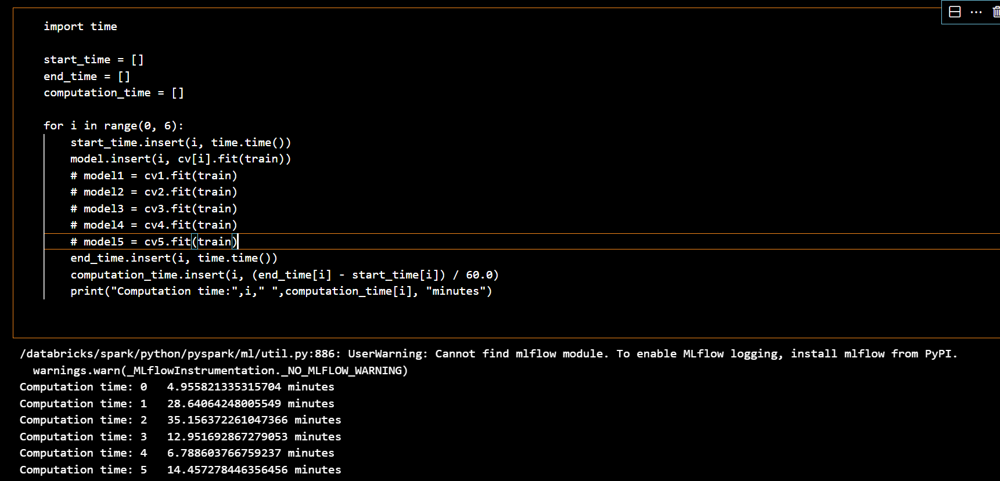 import time
start_time = []
end_time = []
computation_time = []
for i in range(0, 6):
start_time.insert(i, time.time())
model.insert(i, cv[i].fit(train))
# model1 = cv1.fit(train)
# model2 = cv2.fit(train)
# model3 = cv3.fit(train)
# model4 = cv4.fit(train)
# model5 = cv5.fit(train)
end_time.insert(i, time.time())
computation_time.insert(i, (end_time[i] - start_time[i]) / 60.0)
print("Computation time:",i," ",computation_time[i], "minutes")
/databricks/spark/python/pyspark/ml/util.py:886: UserWarning: Cannot find mlflow module. To enable MLflow logging, install mlflow from PyPI.
warnings.warn(_MLflowInstrumentation._NO_MLFLOW_WARNING)
Computation time: 0   4.955821335315704 minutes
Computation time: 1   28.64064248005549 minutes
Computation time: 2   35.156372261047366 minutes
Computation time: 3   12.951692867279053 minutes
Computation time: 4   6.788603766759237 minutes
Computation time: 5   14.457278446356456 minutes